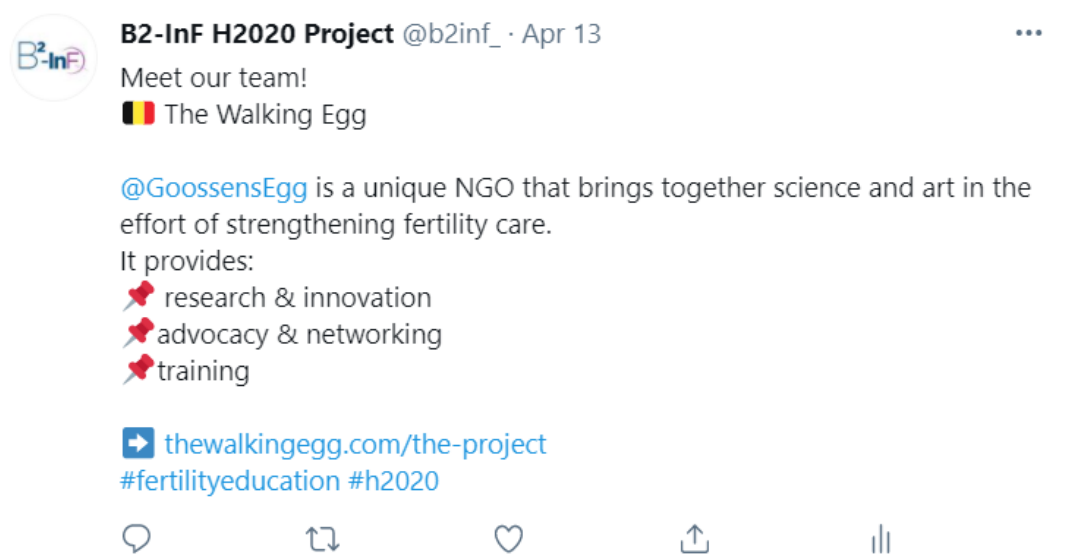 B²-InF
B2-InF H2020 Project @b2inf_ · Apr 13
Meet our team!
🇧🇪 The Walking Egg
@GoossensEgg is a unique NGO that brings together science and art in the
effort of strengthening fertility care.
It provides:
📌 research & innovation
📌advocacy & networking
📌training
➡️ thewalkingegg.com/the-project
#fertilityeducation #h2020